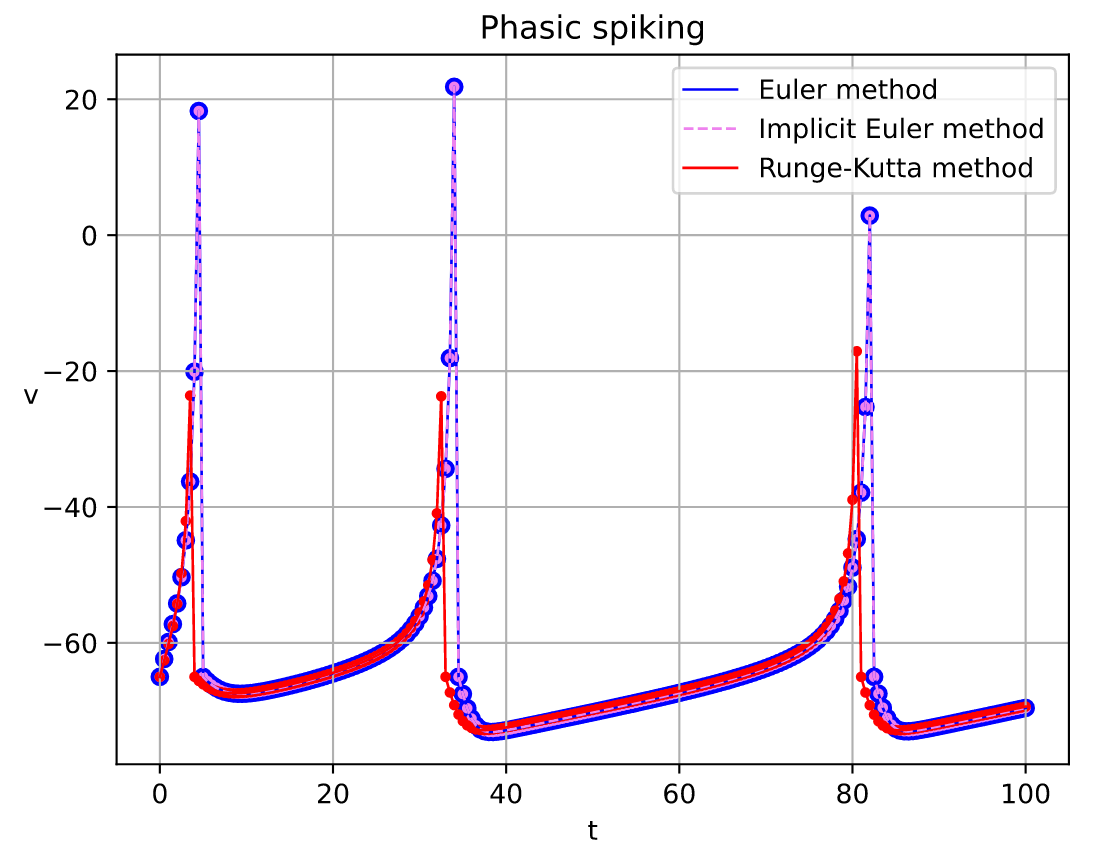 Phasic spiking
Euler method
Implicit Euler method
Runge-Kutta method
20
0
−20
−40
−60
v
0 20 40 60 80 100
t